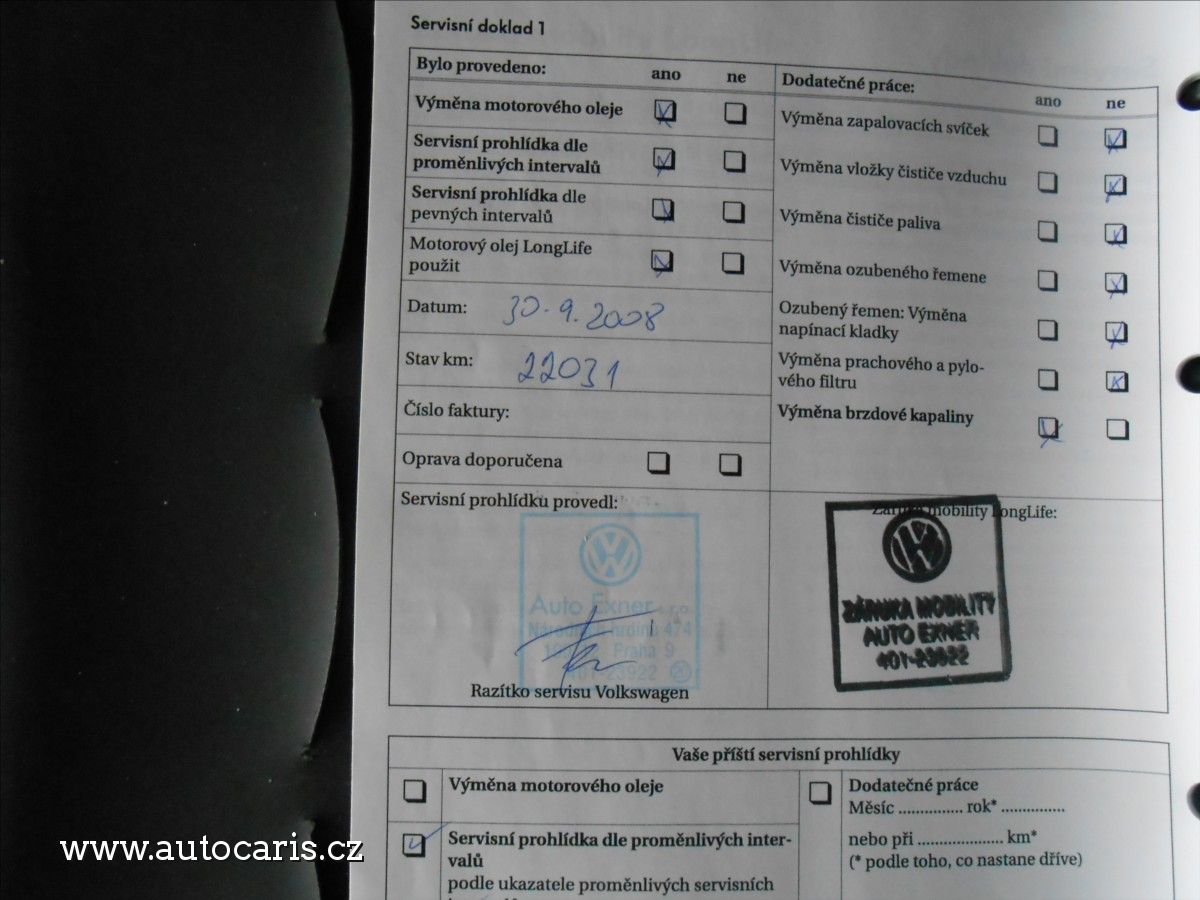 Servisní doklad 1
Bylo provedeno:
ano
ne
Výměna motorového oleje
Servisní prohlídka dle
proměnlivých intervalů
Servisní prohlídka dle
pevných intervalů
Motorový olej LongLife
použit
Datum: 30.9.2008
Stav km: 22031
Číslo faktury:
Oprava doporučena
Servisní prohlídku provedl:
Auto Exner s.r.o.
Národních hrdinů 474
Praha 9
401-23922
Razítko servisu Volkswagen
Dodatečné práce:
ano
ne
Výměna zapalovacích svíček
Výměna vložky čističe vzduchu
Výměna čističe paliva
Výměna ozubeného řemene
Ozubený řemen: Výměna
napínací kladky
Výměna prachového a pylo-
vého filtru
Výměna brzdové kapaliny
Záruka mobility LongLife:
ZÁRUKA MOBILITY
AUTO EXNER
401-23922
Vaše příští servisní prohlídky
Výměna motorového oleje
Servisní prohlídka dle proměnlivých inter-
valů
podle ukazatele proměnlivých servisních
Dodatečné práce
Měsíc .............. rok* ..............
nebo při .................... km*
(* podle toho, co nastane dříve)
www.autocaris.cz